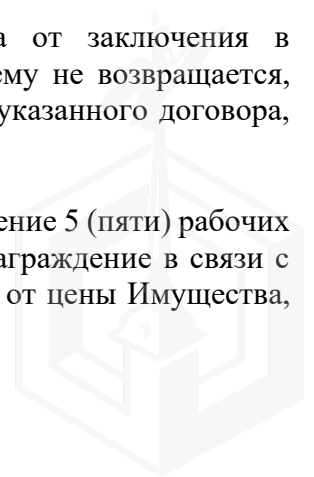 а от заключения в
ему не возвращается,
указанного договора,
ение 5 (пяти) рабочих
аграждение в связи с
от цены Имущества,